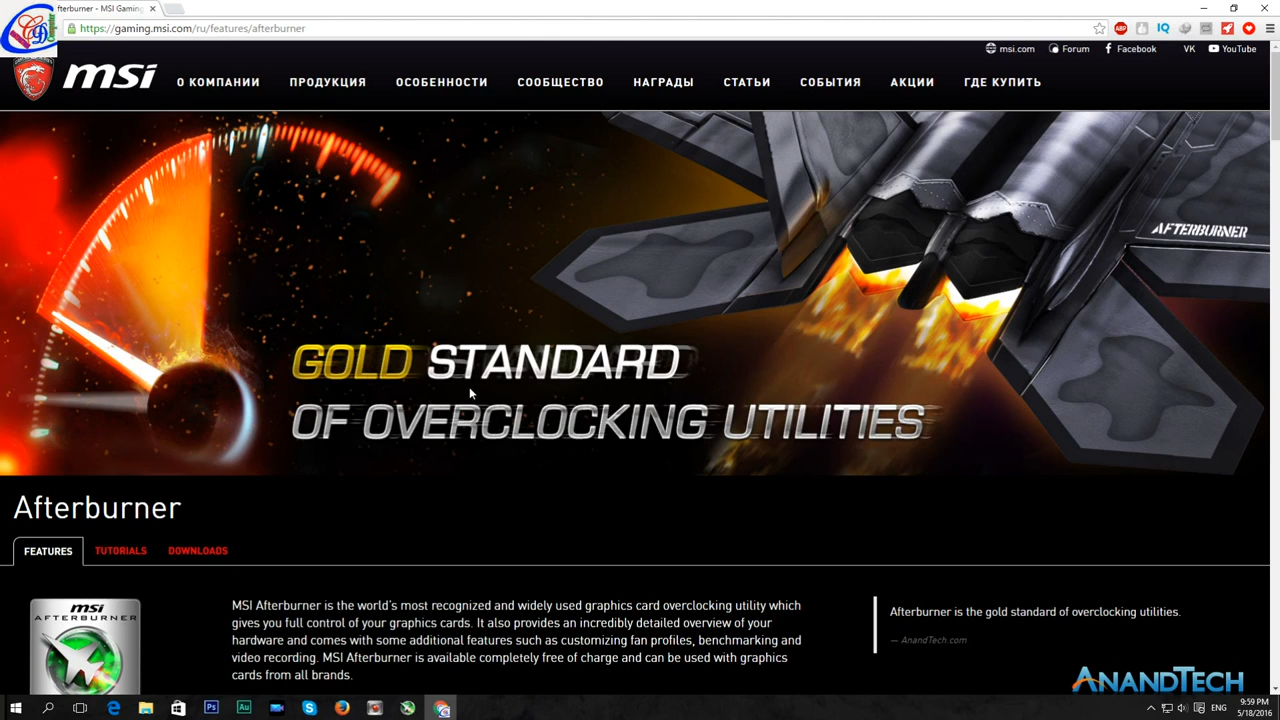 fterburner - MSI Gaming
https://gaming.msi.com/ru/features/afterburner
msi.com Forum Facebook VK YouTube
msi О КОМПАНИИ ПРОДУКЦИЯ ОСОБЕННОСТИ СООБЩЕСТВО НАГРАДЫ СТАТЬИ СОБЫТИЯ АКЦИИ ГДЕ КУПИТЬ
AFTERBURNER
GOLD STANDARD
OF OVERCLOCKING UTILITIES
Afterburner
FEATURES TUTORIALS DOWNLOADS
msi
AFTERBURNER
MSI Afterburner is the world's most recognized and widely used graphics card overclocking utility which
gives you full control of your graphics cards. It also provides an incredibly detailed overview of your
hardware and comes with some additional features such as customizing fan profiles, benchmarking and
video recording. MSI Afterburner is available completely free of charge and can be used with graphics
cards from all brands.
Afterburner is the gold standard of overclocking utilities.
— AnandTech.com
ANANDTECH
ENG 9:59 PM
5/18/2016